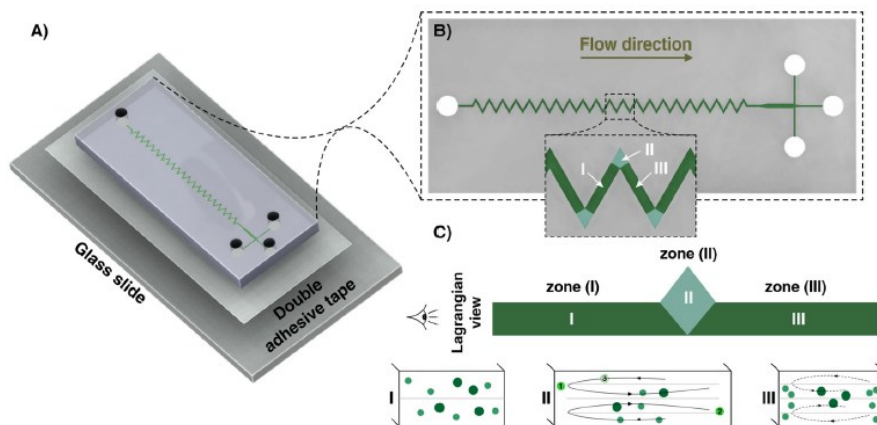 A)
Glass slide
Double
adhesive tape
B)
Flow direction
I
II
III
C)
Lagrangian
view
zone (I)
zone (II)
zone (III)
I
II
III
I
II
1
3
2
III